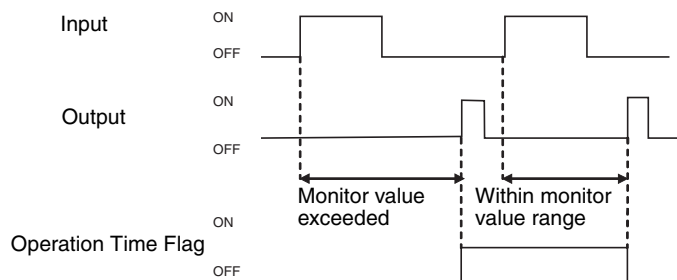 Input
ON
OFF
Output
ON
OFF
Monitor value
exceeded
Within monitor
value range
Operation Time Flag
ON
OFF